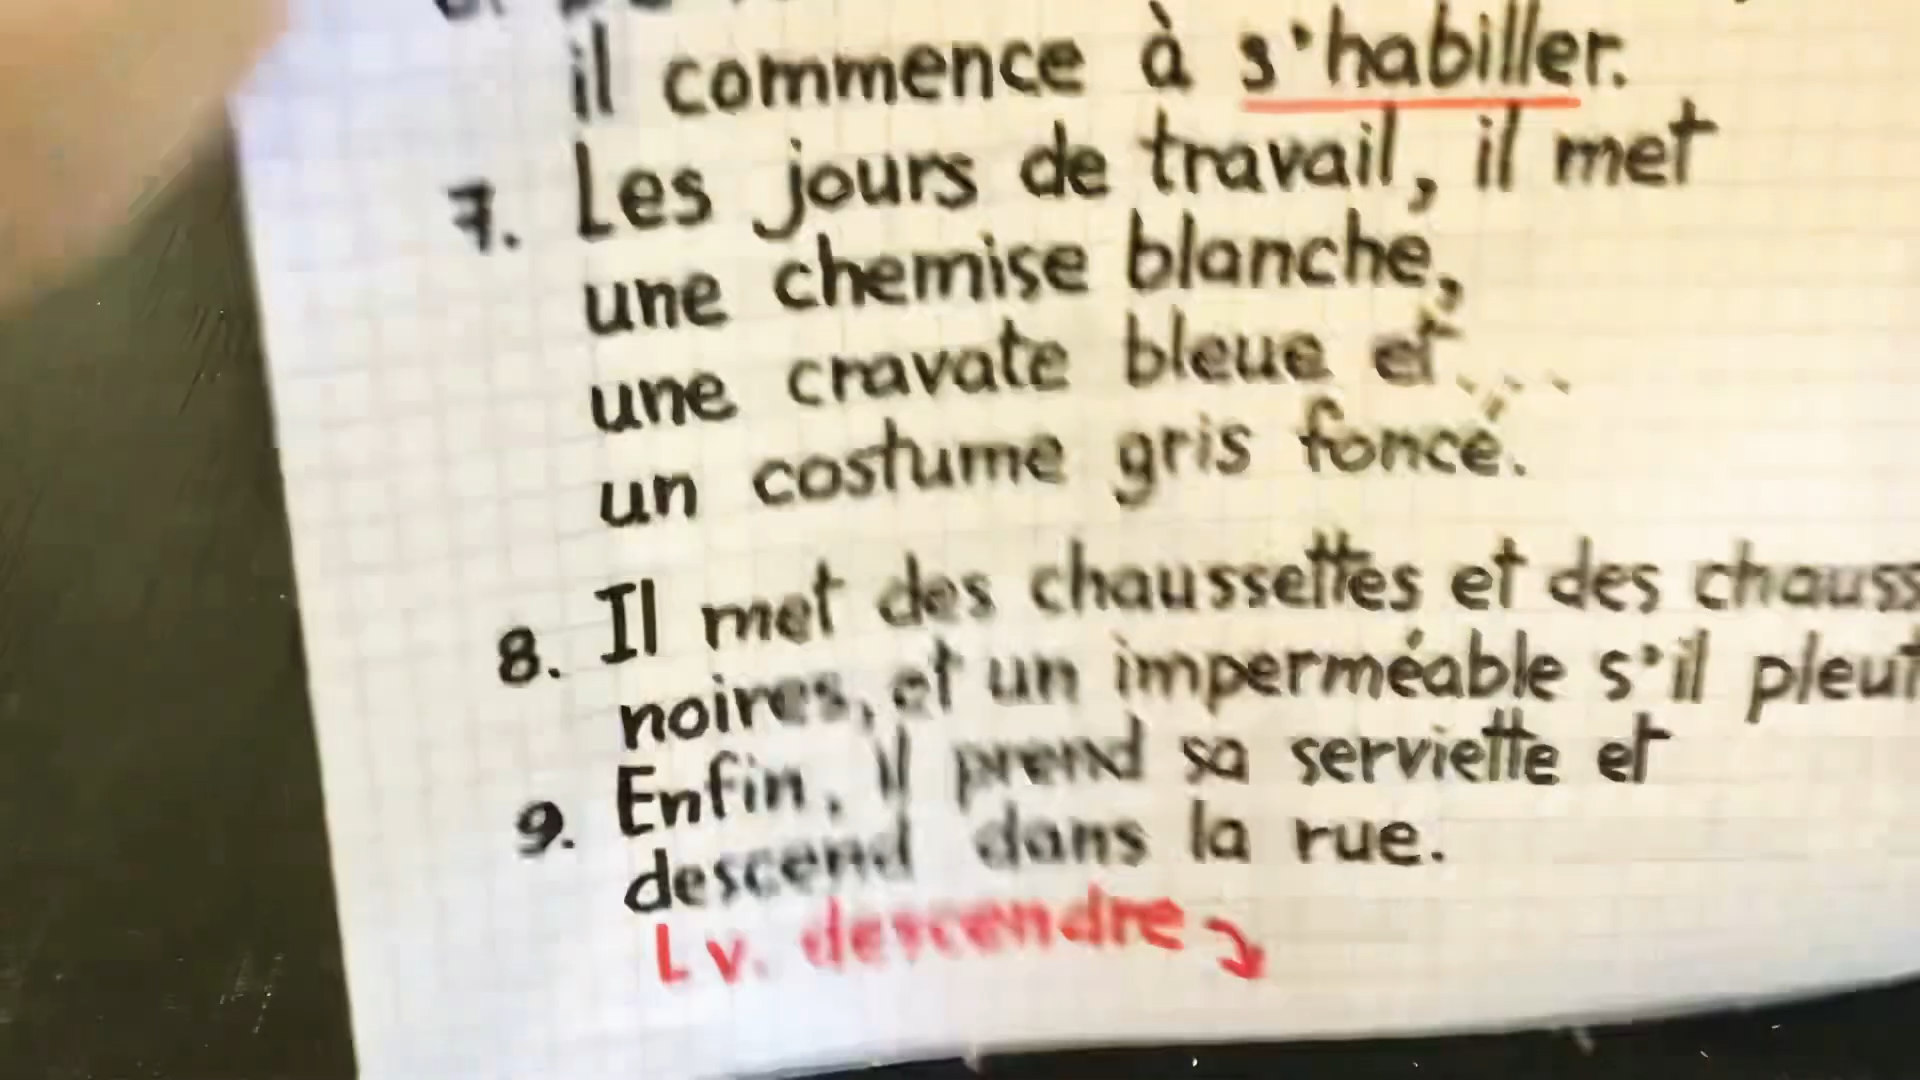 il commence à s'habiller.
7. Les jours de travail, il met
une chemise blanche,
une cravate bleue et...
un costume gris foncé.
8. Il met des chaussettes et des chauss
noires, et un imperméable s'il pleut
9. Enfin, il prend sa serviette et
descend dans la rue.
v. descendre